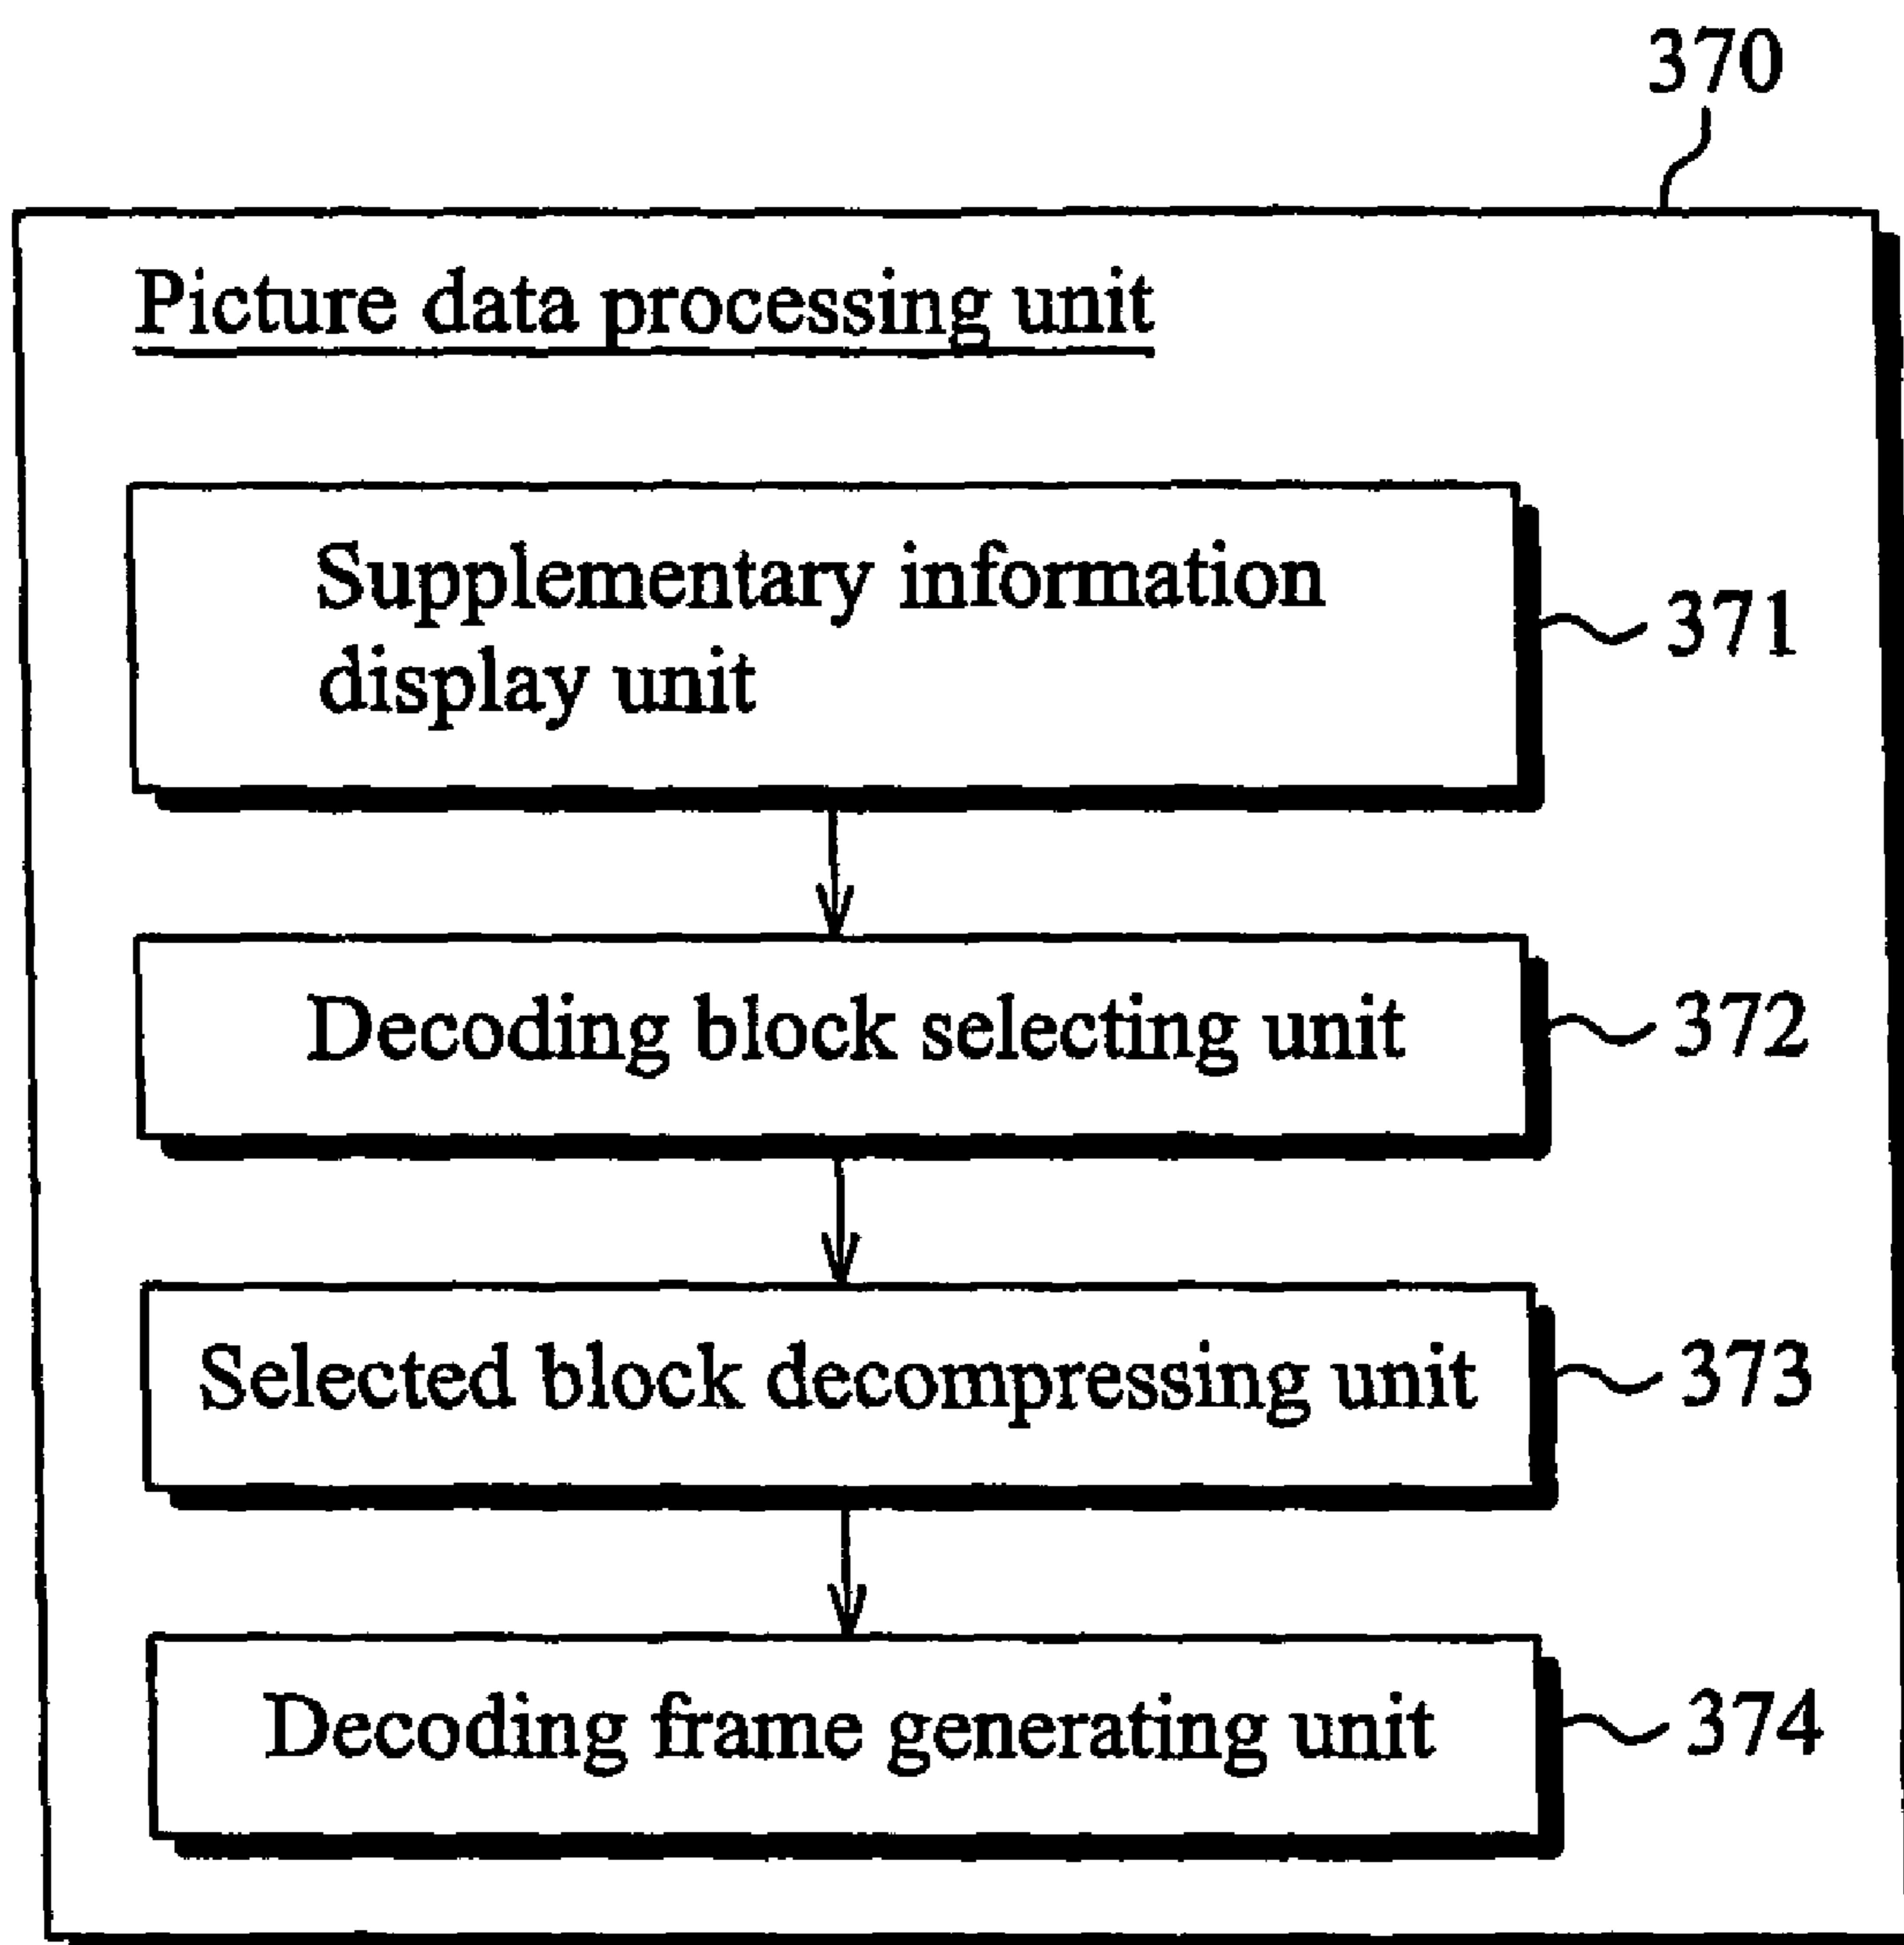 370
Picture data processing unit
Supplementary information
display unit
371
Decoding block selecting unit
372
Selected block decompressing unit
373
Decoding frame generating unit
374